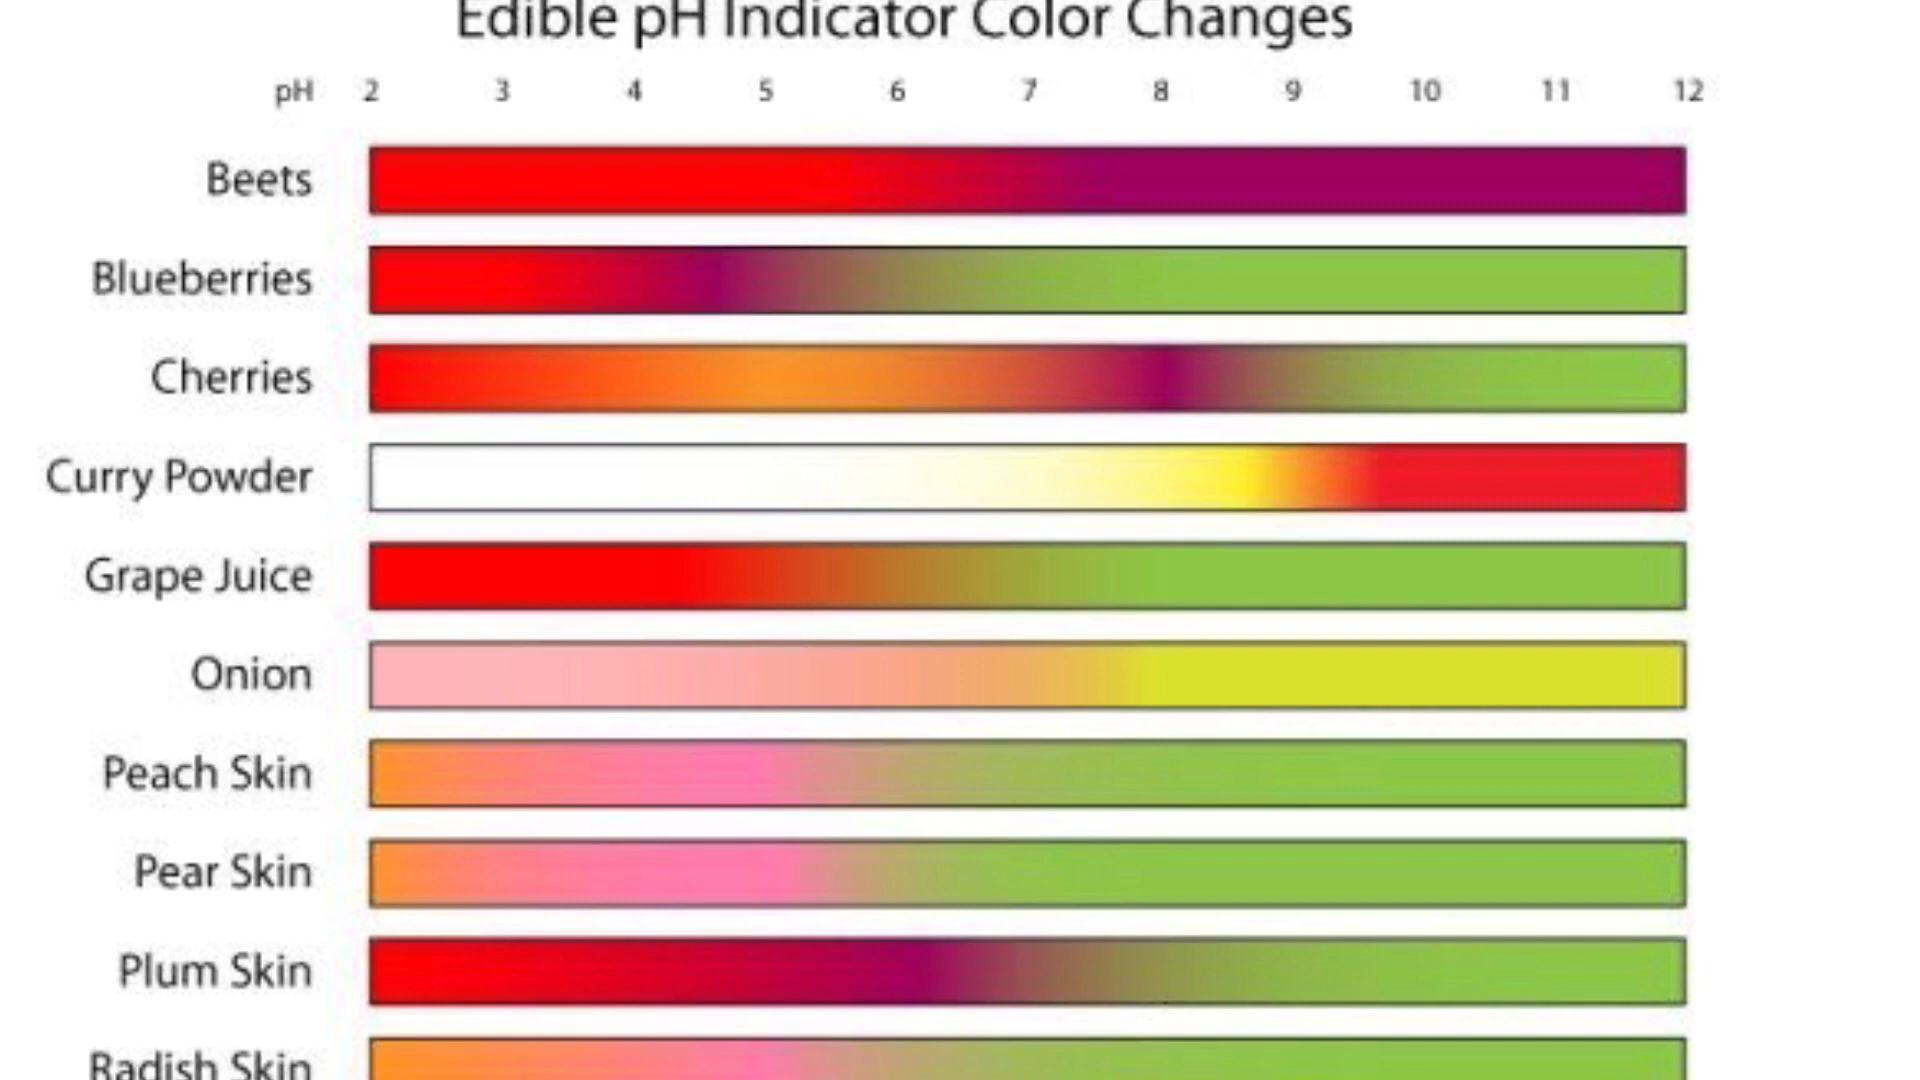 Edible pH Indicator Color Changes
pH 2 3 4 5 6 7 8 9 10 11 12
Beets
Blueberries
Cherries
Curry Powder
Grape Juice
Onion
Peach Skin
Pear Skin
Plum Skin
Radish Skin